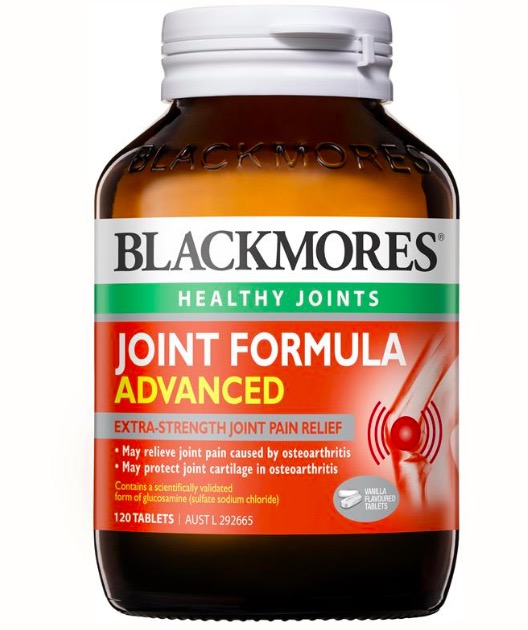 BLACKMORES
BLACKMORES®
HEALTHY JOINTS
JOINT FORMULA
ADVANCED
EXTRA-STRENGTH JOINT PAIN RELIEF
• May relieve joint pain caused by osteoarthritis
• May protect joint cartilage in osteoarthritis
Contains a scientifically validated
form of glucosamine (sulfate sodium chloride)
VANILLA
FLAVOURED
TABLETS
120 TABLETS | AUST L 292665